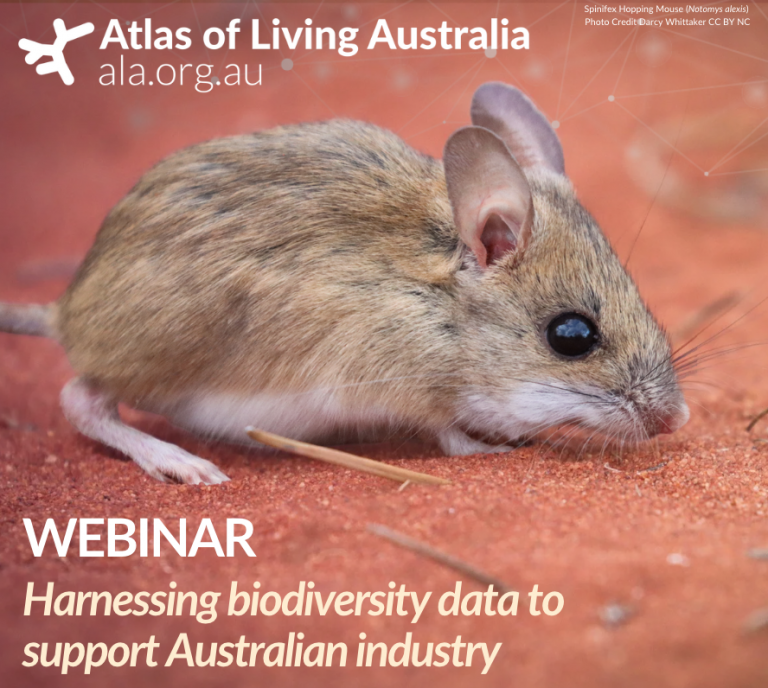 Atlas of Living Australia
ala.org.au
Spinifex Hopping Mouse (Notomys alexis)
Photo Credit©Darcy Whittaker CC BY NC
WEBINAR
Harnessing biodiversity data to
support Australian industry